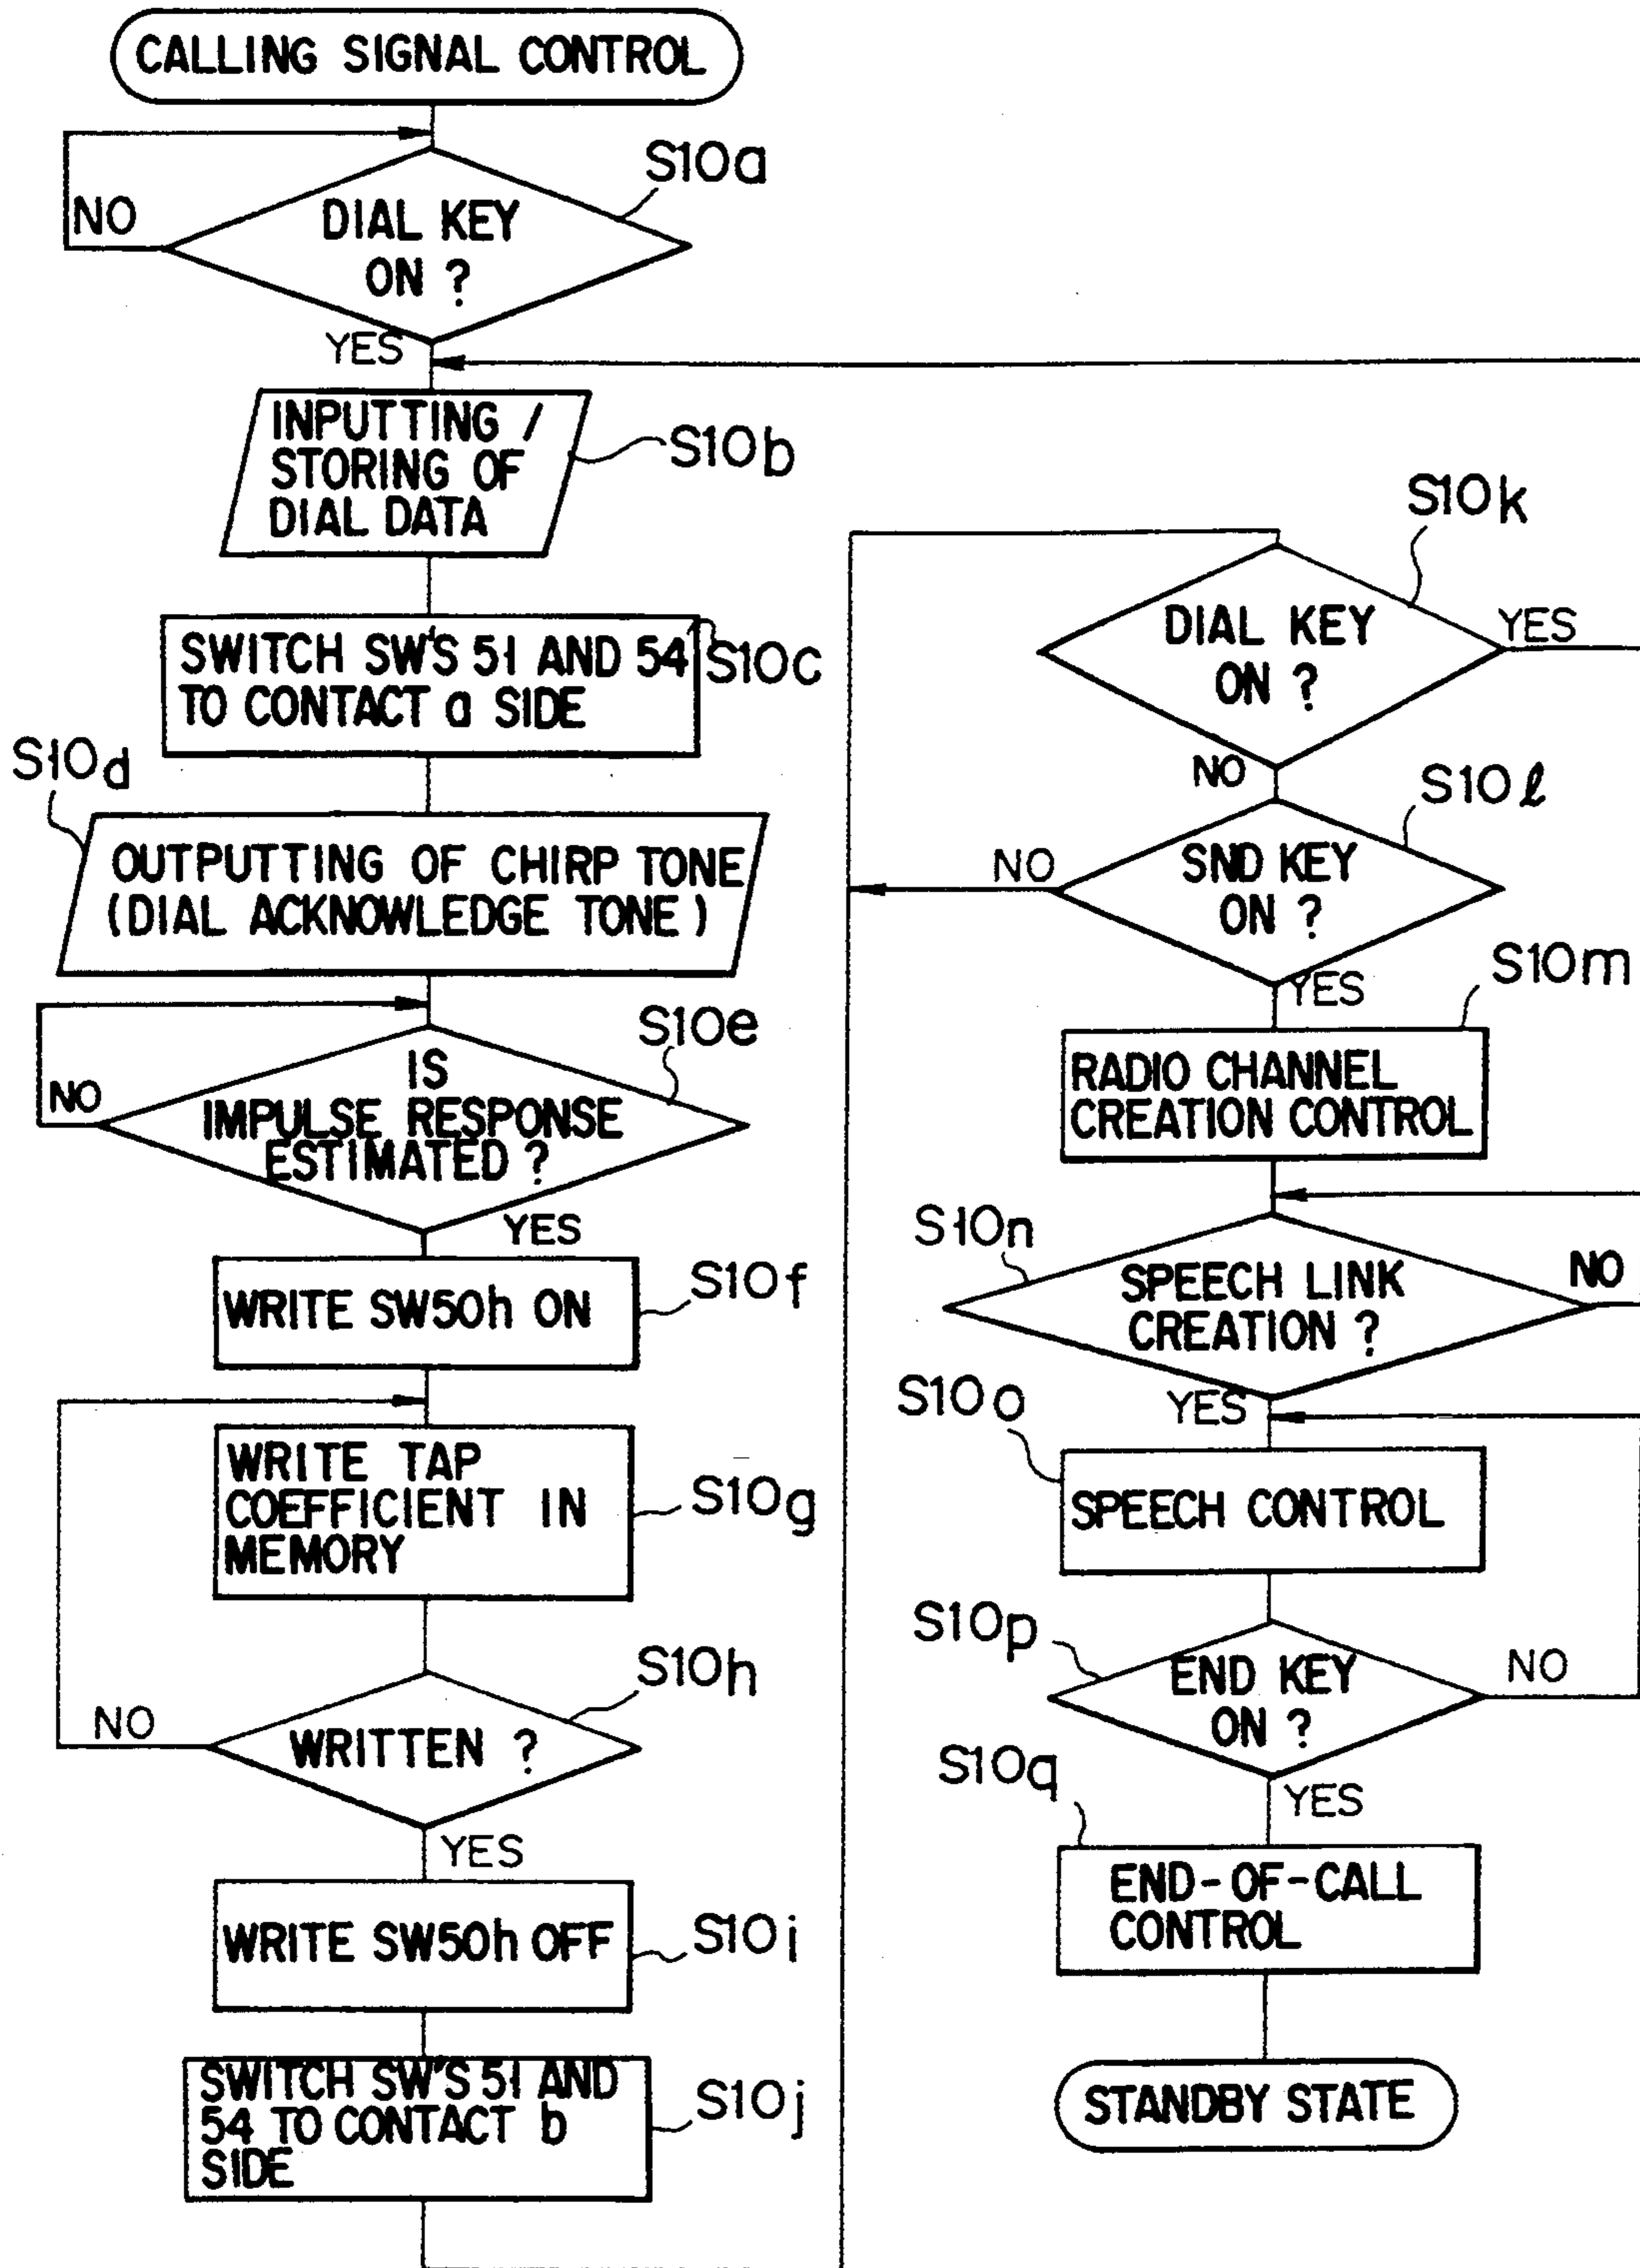 CALLING SIGNAL CONTROL
S10a
NO
DIAL KEY
ON ?
YES
INPUTTING /
STORING OF
DIAL DATA
S10b
SWITCH SW'S 51 AND 54
TO CONTACT a SIDE
S10c
S10d
OUTPUTTING OF CHIRP TONE
(DIAL ACKNOWLEDGE TONE)
S10e
NO
IS
IMPULSE RESPONSE
ESTIMATED ?
YES
WRITE SW50h ON
S10f
WRITE TAP
COEFFICIENT IN
MEMORY
S10g
S10h
NO
WRITTEN ?
YES
WRITE SW50h OFF
S10i
SWITCH SW'S 51 AND
54 TO CONTACT b
SIDE
S10j
S10k
DIAL KEY
ON ?
YES
NO
S10ℓ
NO
SND KEY
ON ?
YES
S10m
RADIO CHANNEL
CREATION CONTROL
S10n
SPEECH LINK
CREATION ?
NO
YES
S10o
SPEECH CONTROL
S10p
END KEY
ON ?
NO
YES
S10q
END-OF-CALL
CONTROL
STANDBY STATE